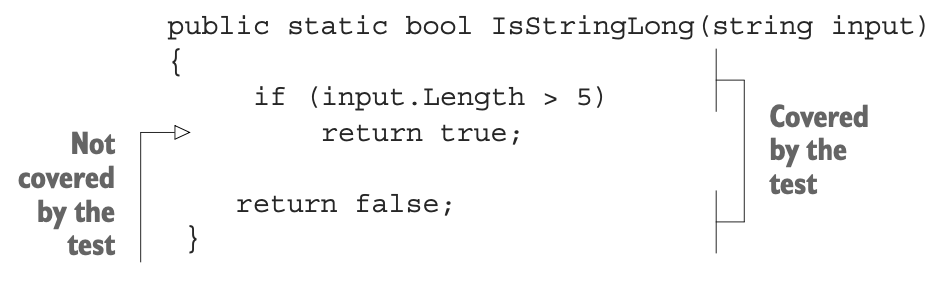 public static bool IsStringLong(string input)
{
if (input.Length > 5)
return true;
return false;
}
Not
covered
by the
test
Covered
by the
test